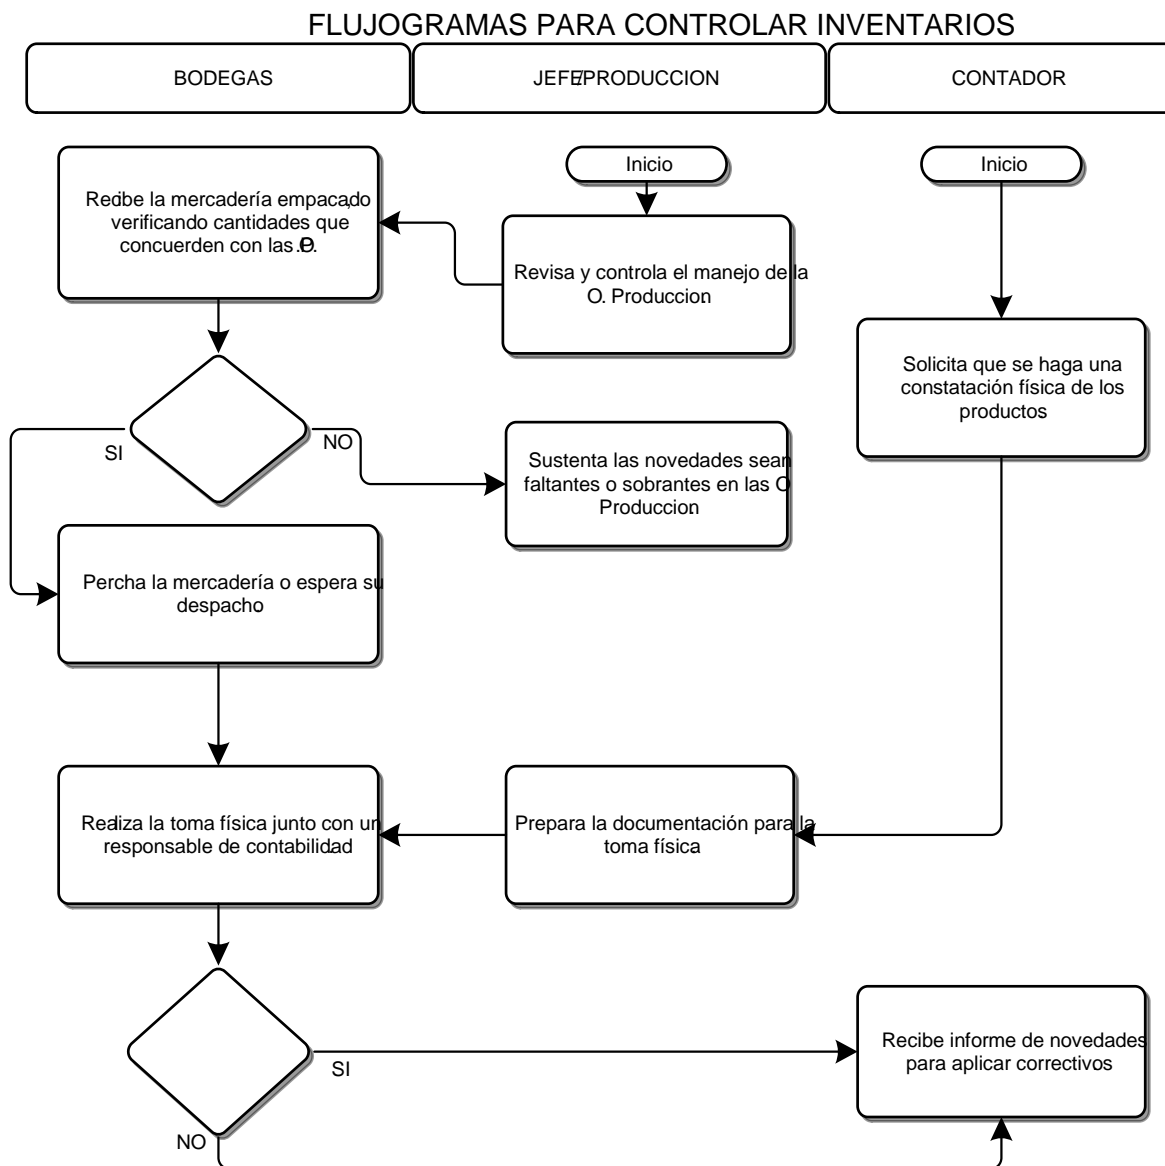 FLUJOGRAMAS PARA CONTROLAR INVENTARIOS
BODEGAS
JEFE/PRODUCCION
CONTADOR
Inicio
Inicio
Recibe la mercadería empacado,
verificando cantidades que
concuerden con las O.P.
Revisa y controla el manejo de la
O. Produccion.
Solicita que se haga una
constatación física de los
productos
SI
NO
Sustenta las novedades sean
faltantes o sobrantes en las O.
Produccion.
Percha la mercadería o espera su
despacho.
Realiza la toma física junto con un
responsable de contabilidad.
Prepara la documentación para la
toma física.
SI
Recibe informe de novedades
para aplicar correctivos
NO